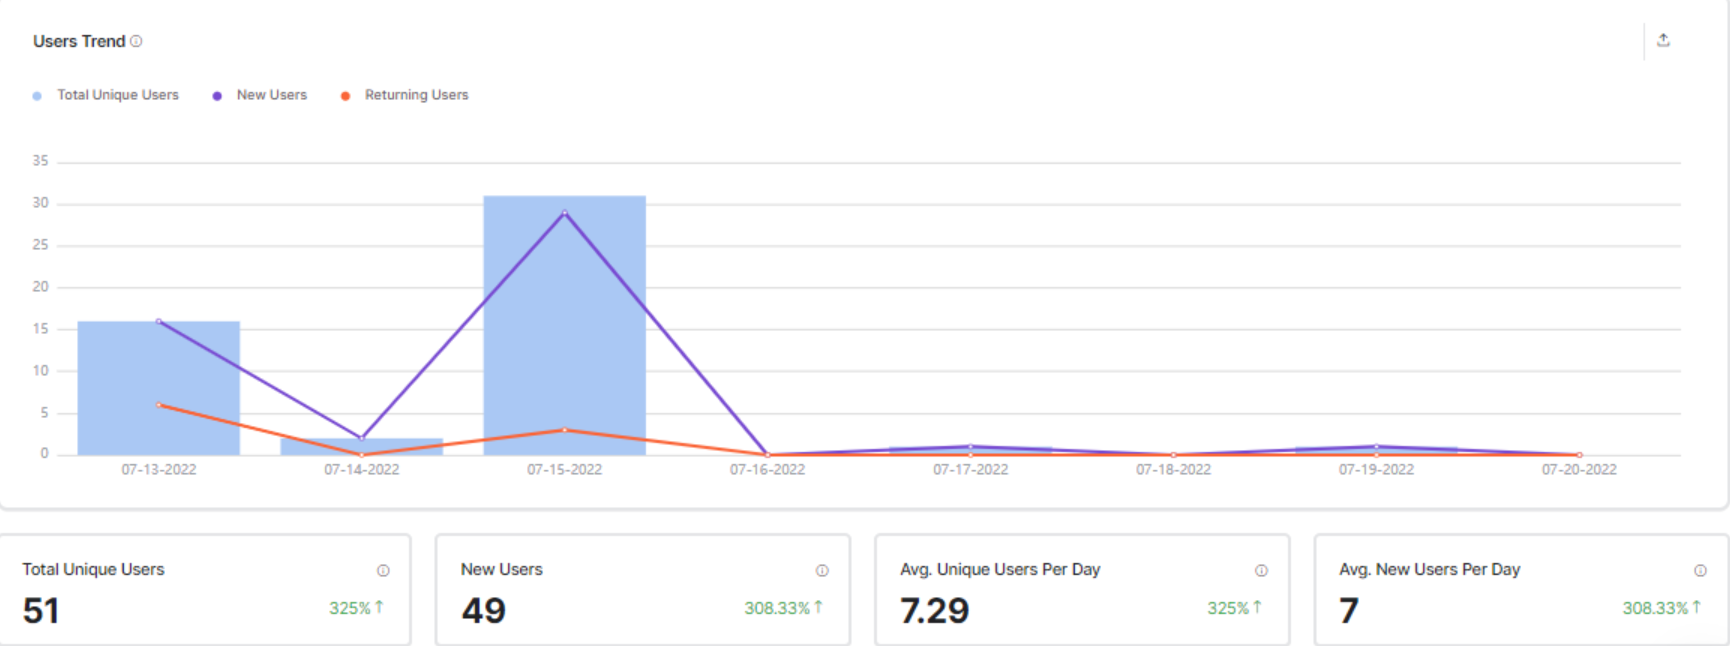 Users Trend
Total Unique Users New Users Returning Users
35
30
25
20
15
10
5
0
07-13-2022 07-14-2022 07-15-2022 07-16-2022 07-17-2022 07-18-2022 07-19-2022 07-20-2022
Total Unique Users
51 325%↑
New Users
49 308.33%↑
Avg. Unique Users Per Day
7.29 325%↑
Avg. New Users Per Day
7 308.33%↑